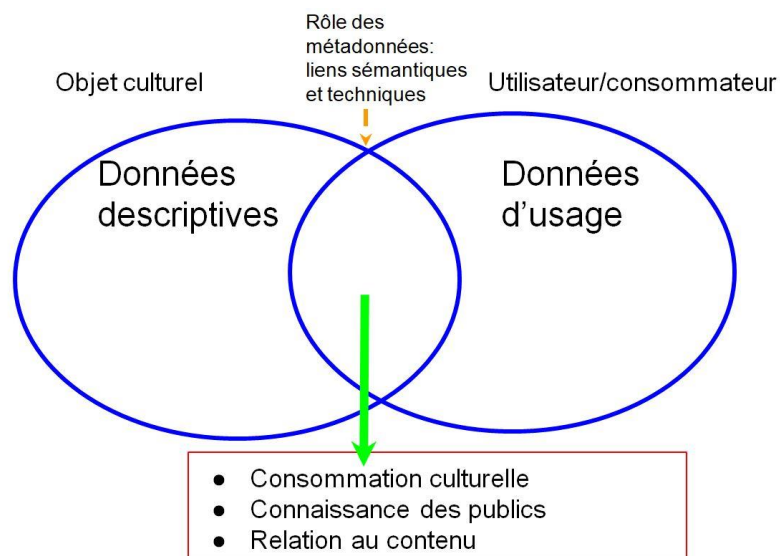 Rôle des
métadonnées:
liens sémantiques
et techniques
Objet culturel
Utilisateur/consommateur
Données
descriptives
Données
d'usage
● Consommation culturelle
● Connaissance des publics
● Relation au contenu